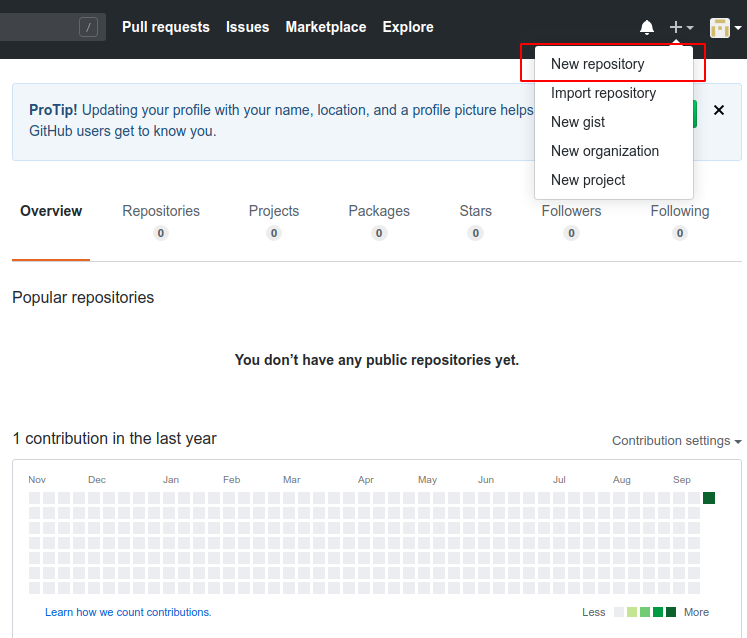 / Pull requests Issues Marketplace Explore
New repository
Import repository
New gist
New organization
New project
ProTip! Updating your profile with your name, location, and a profile picture helps
GitHub users get to know you.
Overview Repositories Projects Packages Stars Followers Following
0 0 0 0 0 0
Popular repositories
You don’t have any public repositories yet.
1 contribution in the last year
Contribution settings
Nov Dec Jan Feb Mar Apr May Jun Jul Aug Sep
Learn how we count contributions. Less More